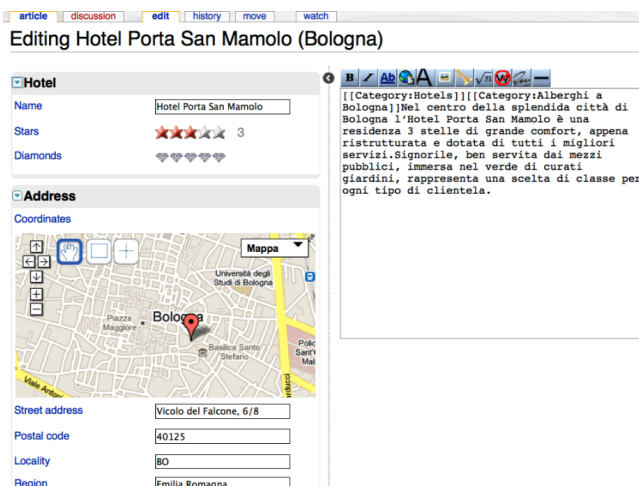 article discussion edit history move watch
Editing Hotel Porta San Mamolo (Bologna)
Hotel
Name Hotel Porta San Mamolo
Stars 3
Diamonds
Address
Coordinates
Mappa
Università degli
Studi di Bologna
Piazza
Maggiore
Bologna
Basilica Santo
Stefano
Viale Anton
Street address Vicolo del Falcone, 6/8
Postal code 40125
Locality BO
Region Emilia Romagna
B I Ab A √n W
[[Category:Hotels]][[Category:Alberghi a
Bologna]]Nel centro della splendida città di
Bologna l'Hotel Porta San Mamolo è una
residenza 3 stelle di grande comfort, appena
ristrutturata e dotata di tutti i migliori
servizi.Signorile, ben servita dai mezzi
pubblici, immersa nel verde di curati
giardini, rappresenta una scelta di classe per
ogni tipo di clientela.